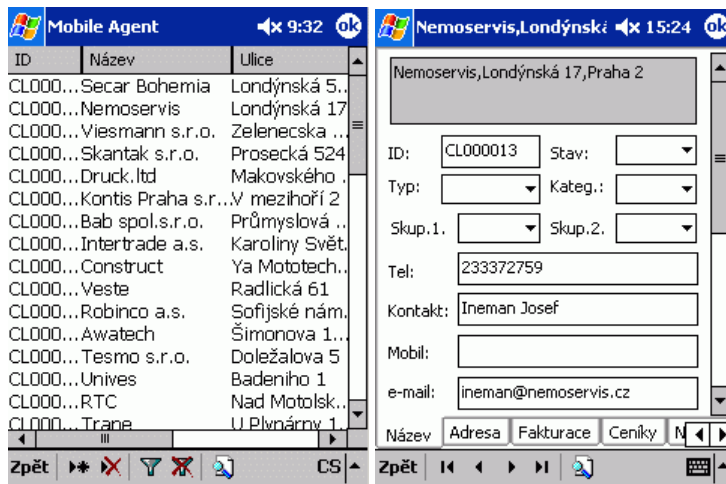 Mobile Agent 9:32 ok
ID Název Ulice
CL000... Secar Bohemia Londýnská 5..
CL000... Nemoservis Londýnská 17
CL000... Viesmann s.r.o. Zelenecska ...
CL000... Skantak s.r.o. Prosecká 524
CL000... Druck.ltd Makovského .
CL000... Kontis Praha s.r... V mezihoří 2
CL000... Bab spol.s.r.o. Průmyslová ..
CL000... Intertrade a.s. Karoliny Svět.
CL000... Construct Ya Mototech..
CL000... Veste Radlická 61
CL000... Robinco a.s. Sofijské nám.
CL000... Awatech Šimonova 1...
CL000... Tesmo s.r.o. Doležalova 5
CL000... Unives Badeniho 1
CL000... RTC Nad Motolsk..
CL000... Trane U Plynárny 1.
Zpět CS
Nemoservis,Londýnská 15:24 ok
Nemoservis,Londýnská 17,Praha 2
ID: CL000013 Stav:
Typ: Kateg.:
Skup.1. Skup.2.
Tel: 233372759
Kontakt: Ineman Josef
Mobil:
e-mail: ineman@nemoservis.cz
Název Adresa Fakturace Ceníky N
Zpět